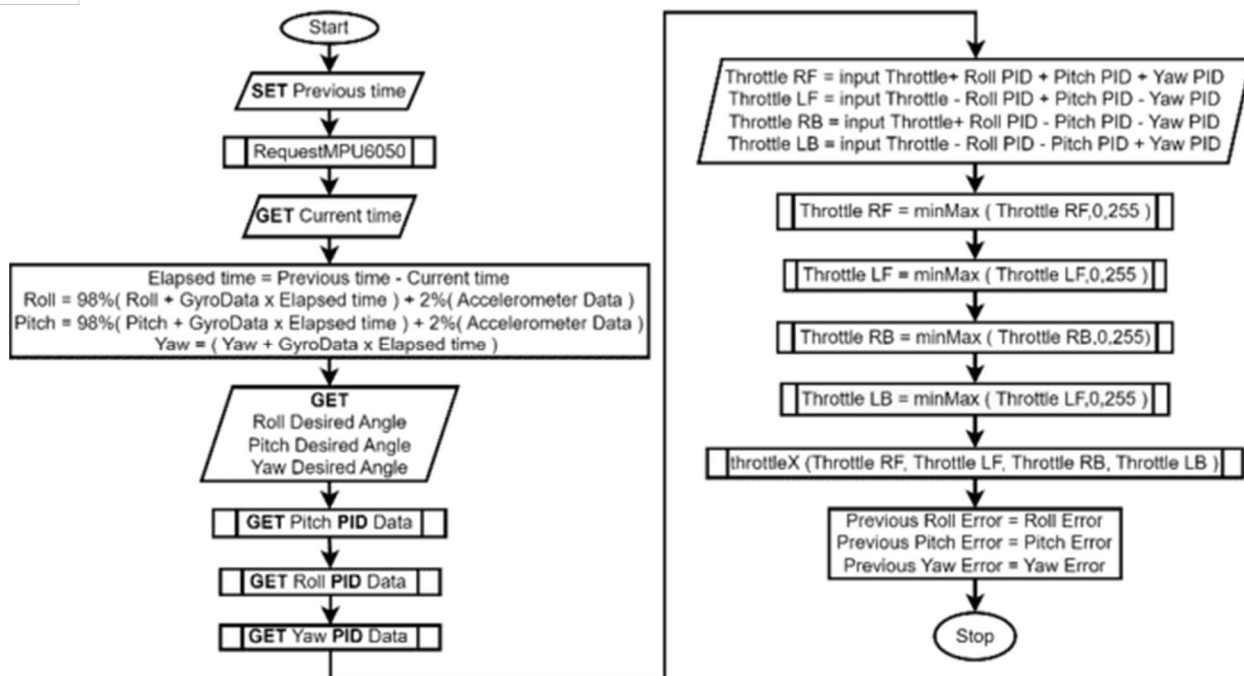 Start
SET Previous time
RequestMPU6050
GET Current time
Elapsed time = Previous time - Current time
Roll = 98%( Roll + GyroData x Elapsed time ) + 2%( Accelerometer Data )
Pitch = 98%( Pitch + GyroData x Elapsed time ) + 2%( Accelerometer Data )
Yaw = ( Yaw + GyroData x Elapsed time )
GET
Roll Desired Angle
Pitch Desired Angle
Yaw Desired Angle
GET Pitch PID Data
GET Roll PID Data
GET Yaw PID Data
Throttle RF = input Throttle+ Roll PID + Pitch PID + Yaw PID
Throttle LF = input Throttle - Roll PID + Pitch PID - Yaw PID
Throttle RB = input Throttle+ Roll PID - Pitch PID - Yaw PID
Throttle LB = input Throttle - Roll PID - Pitch PID + Yaw PID
Throttle RF = minMax ( Throttle RF,0,255 )
Throttle LF = minMax ( Throttle LF,0,255 )
Throttle RB = minMax ( Throttle RB,0,255)
Throttle LB = minMax ( Throttle LF,0,255 )
throttleX (Throttle RF, Throttle LF, Throttle RB, Throttle LB )
Previous Roll Error = Roll Error
Previous Pitch Error = Pitch Error
Previous Yaw Error = Yaw Error
Stop